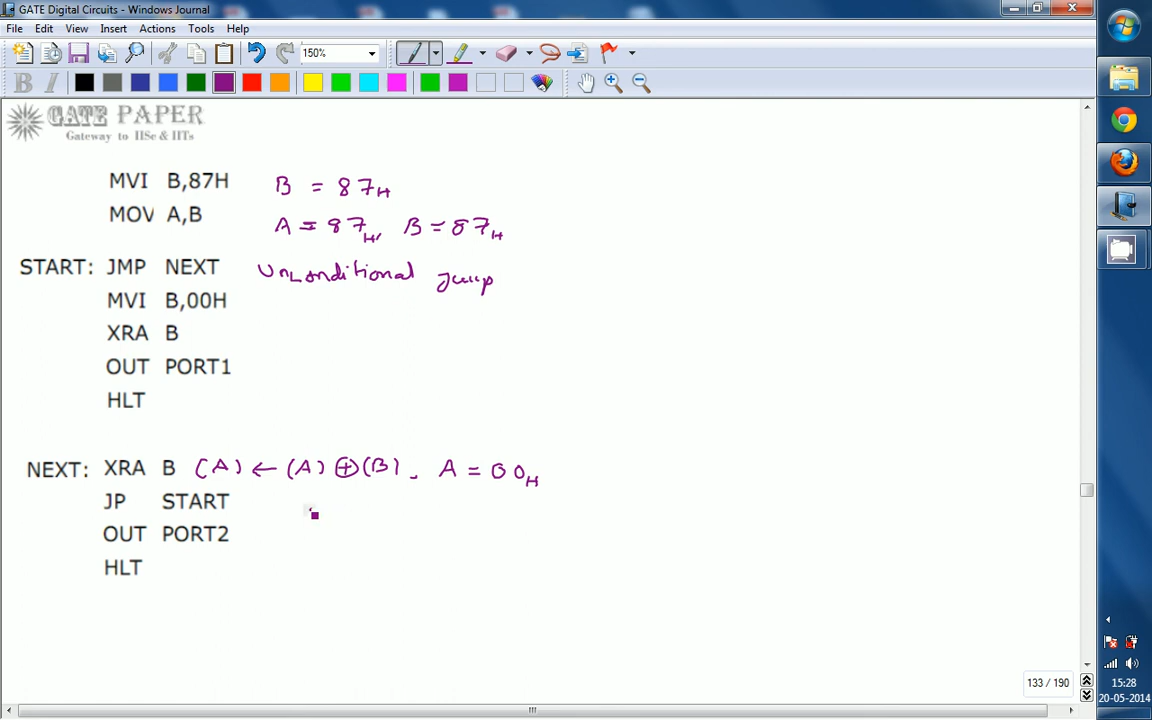 GATE Digital Circuits - Windows Journal
File Edit View Insert Actions Tools Help
150%
B I
GATE PAPER
Gateway to IISc & IITs
MVI B,87H B = 87H
MOV A,B A = 87H, B = 87H
START: JMP NEXT Unconditional jump
MVI B,00H
XRA B
OUT PORT1
HLT
NEXT: XRA B (A) ← (A) ⊕ (B), A = 00H
JP START
OUT PORT2
HLT
133 / 190
15:28
20-05-2014